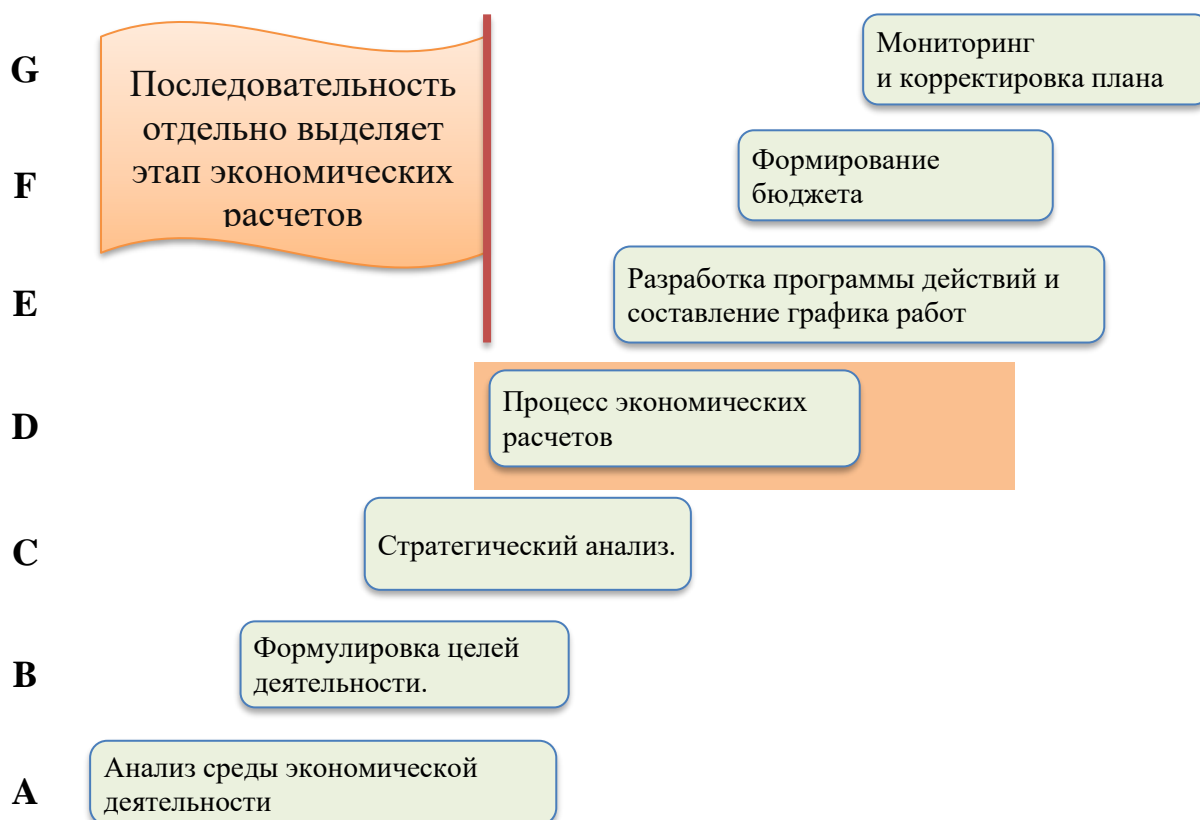 G
Последовательность
отдельно выделяет
этап экономических
расчетов
Мониторинг
и корректировка плана
F
Формирование
бюджета
E
Разработка программы действий и
составление графика работ
D
Процесс экономических
расчетов
C
Стратегический анализ.
B
Формулировка целей
деятельности.
A
Анализ среды экономической
деятельности